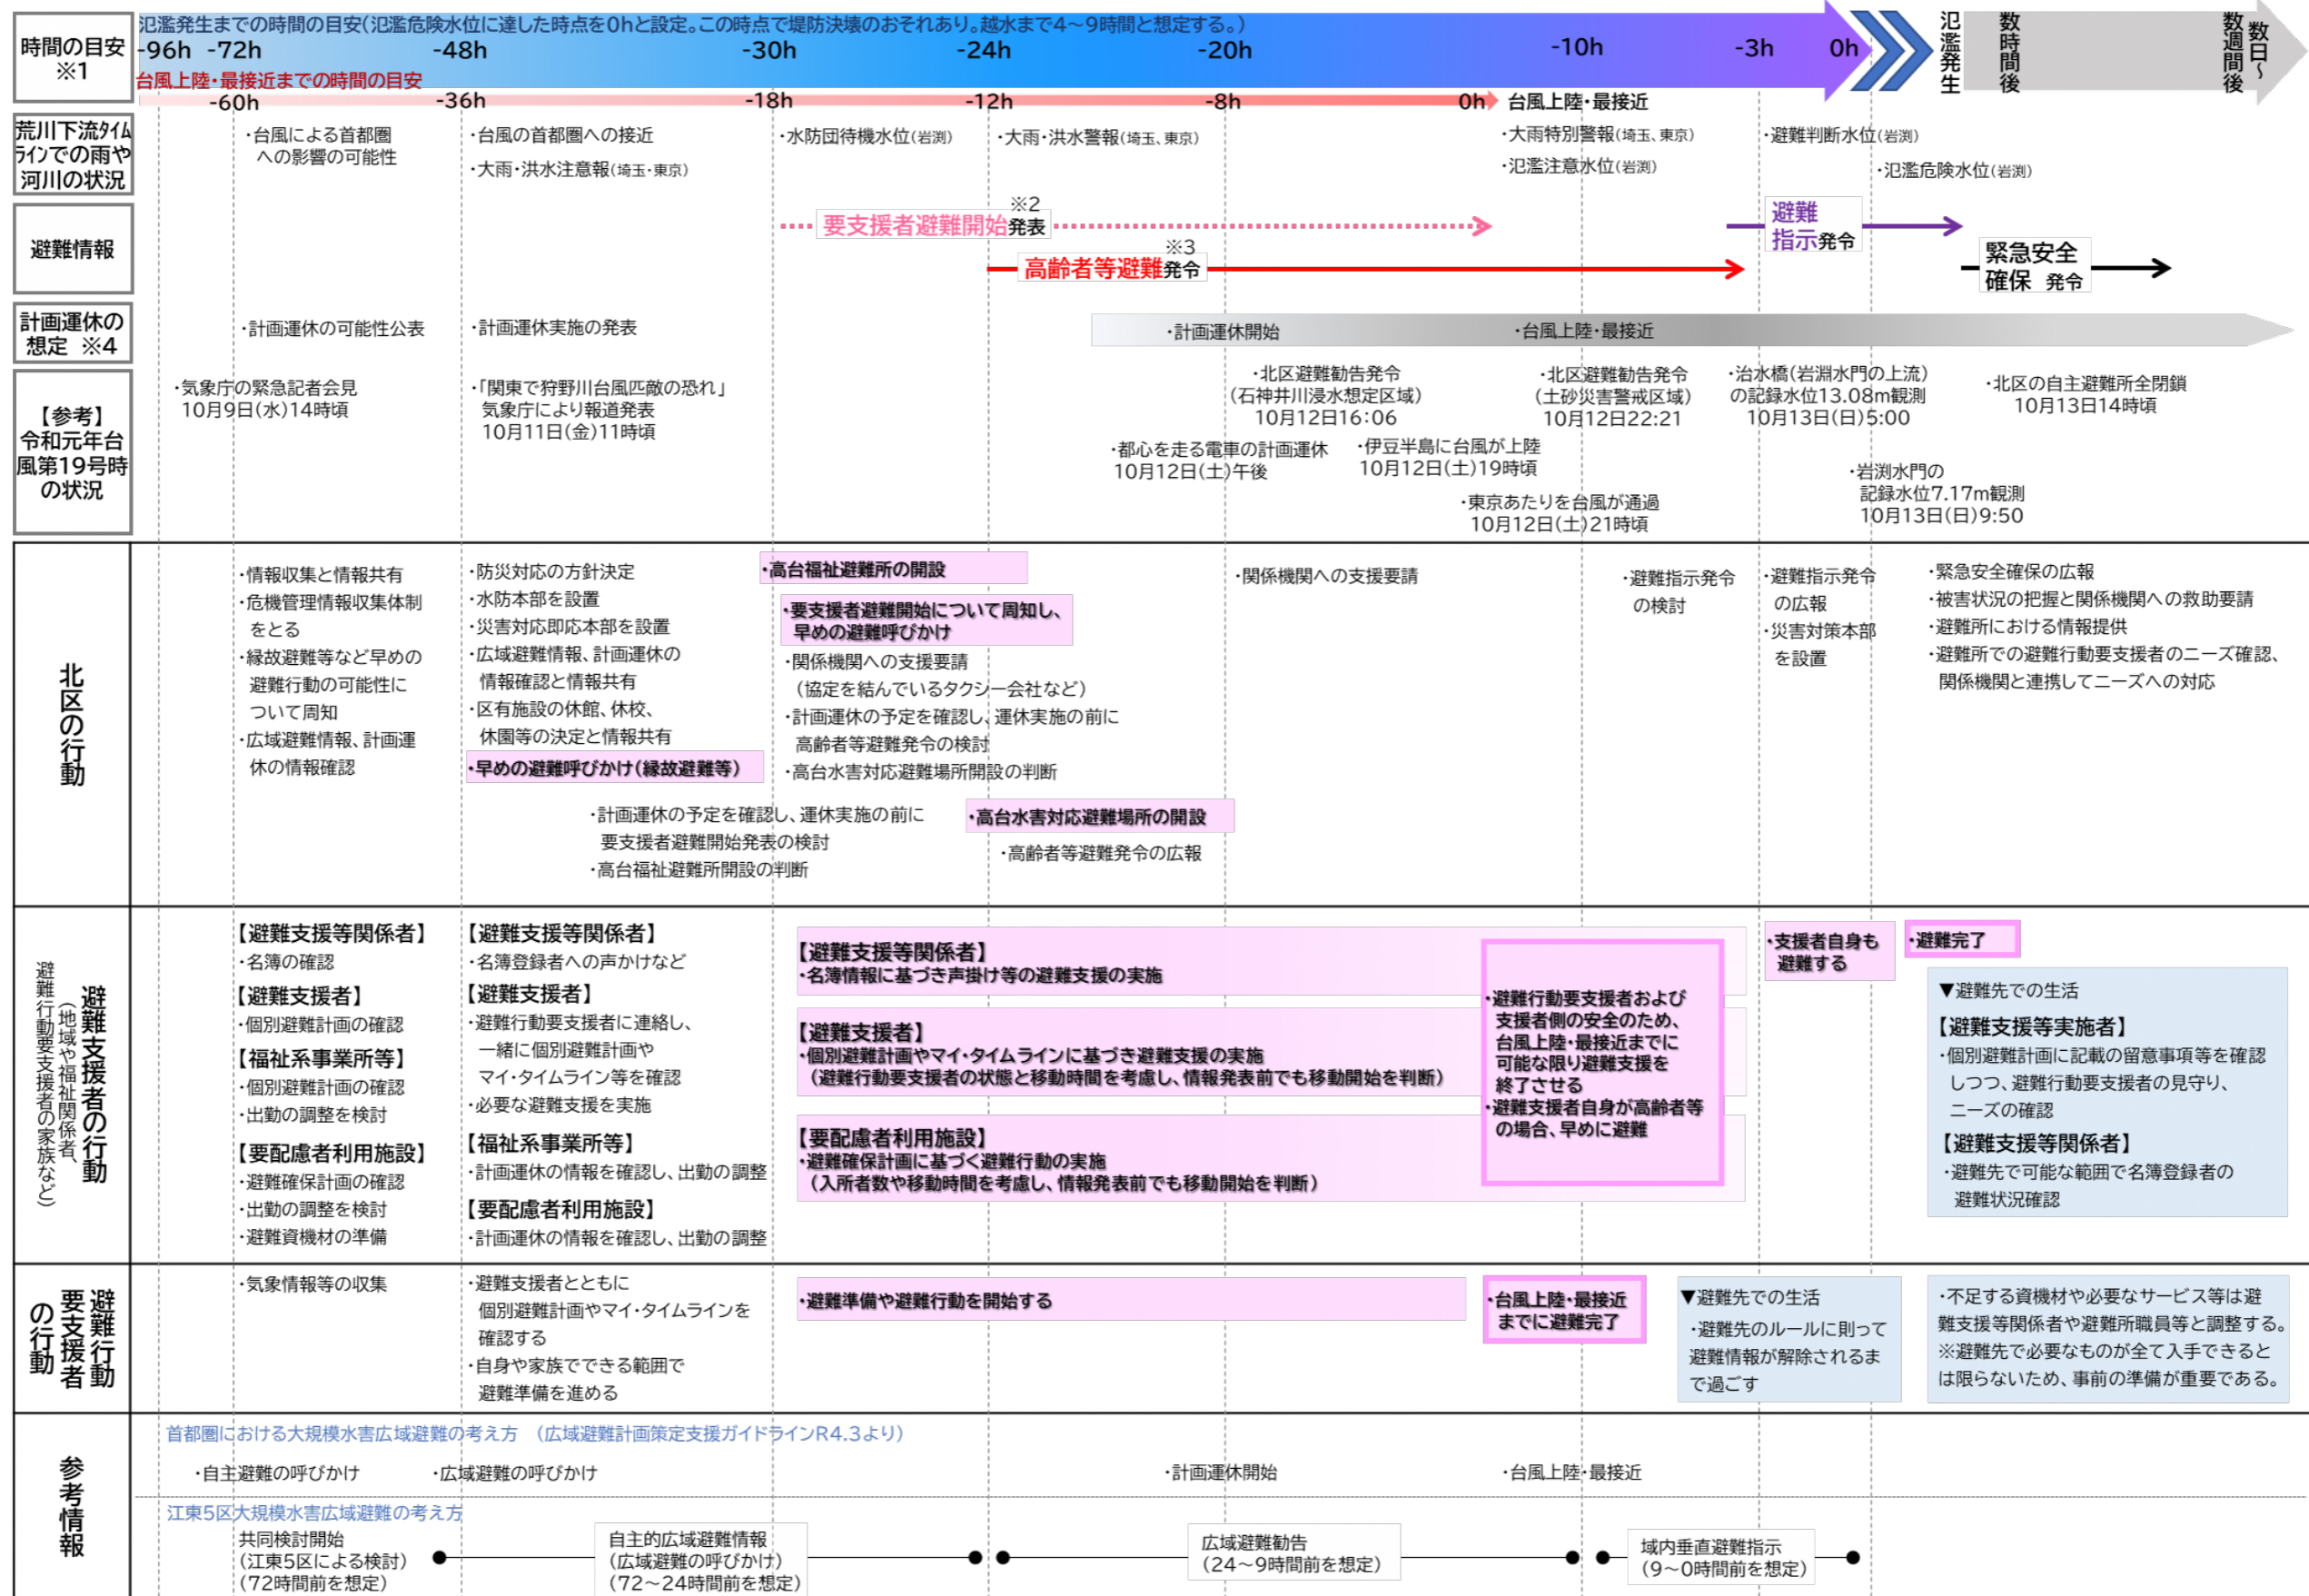 時間の目安
※1
氾濫発生までの時間の目安(氾濫危険水位に達した時点を0hと設定。この時点で堤防決壊のおそれあり。越水まで4～9時間と想定する。)
-96h -72h -48h -30h -24h -20h -10h -3h 0h
台風上陸・最接近までの時間の目安
-60h -36h -18h -12h -8h 0h 台風上陸・最接近
氾濫発生
数時間後
数日～
数週間後
荒川下流タイム
ラインでの雨や
河川の状況
・台風による首都圏
への影響の可能性
・台風の首都圏への接近
・大雨・洪水注意報(埼玉・東京)
・水防団待機水位(岩渕)
・大雨・洪水警報(埼玉、東京)
・大雨特別警報(埼玉、東京)
・氾濫注意水位(岩渕)
・避難判断水位(岩渕)
・氾濫危険水位(岩渕)
避難情報
※2
要支援者避難開始発表
※3
高齢者等避難発令
避難
指示発令
緊急安全
確保 発令
計画運休の
想定 ※4
・計画運休の可能性公表
・計画運休実施の発表
・計画運休開始
・台風上陸・最接近
【参考】
令和元年台
風第19号時
の状況
・気象庁の緊急記者会見
10月9日(水)14時頃
・「関東で狩野川台風匹敵の恐れ」
気象庁により報道発表
10月11日(金)11時頃
・北区避難勧告発令
(石神井川浸水想定区域)
10月12日16:06
・都心を走る電車の計画運休
10月12日(土)午後
・伊豆半島に台風が上陸
10月12日(土)19時頃
・東京あたりを台風が通過
10月12日(土)21時頃
・北区避難勧告発令
(土砂災害警戒区域)
10月12日22:21
・治水橋(岩淵水門の上流)
の記録水位13.08m観測
10月13日(日)5:00
・岩渕水門の
記録水位7.17m観測
10月13日(日)9:50
・北区の自主避難所全閉鎖
10月13日14時頃
北区の行動
・情報収集と情報共有
・危機管理情報収集体制
をとる
・縁故避難等など早めの
避難行動の可能性に
ついて周知
・広域避難情報、計画運
休の情報確認
・防災対応の方針決定
・水防本部を設置
・災害対応即応本部を設置
・広域避難情報、計画運休の
情報確認と情報共有
・区有施設の休館、休校、
休園等の決定と情報共有
・早めの避難呼びかけ(縁故避難等)
・計画運休の予定を確認し、運休実施の前に
要支援者避難開始発表の検討
・高台福祉避難所開設の判断
・高台福祉避難所の開設
・要支援者避難開始について周知し、
早めの避難呼びかけ
・関係機関への支援要請
(協定を結んでいるタクシー会社など)
・計画運休の予定を確認し、運休実施の前に
高齢者等避難発令の検討
・高台水害対応避難場所開設の判断
・高台水害対応避難場所の開設
・高齢者等避難発令の広報
・関係機関への支援要請
・避難指示発令
の検討
・避難指示発令
の広報
・災害対策本部
を設置
・緊急安全確保の広報
・被害状況の把握と関係機関への救助要請
・避難所における情報提供
・避難所での避難行動要支援者のニーズ確認、
関係機関と連携してニーズへの対応
避難支援者の行動
(地域や福祉関係者、
避難行動要支援者の家族など)
【避難支援等関係者】
・名簿の確認
【避難支援者】
・個別避難計画の確認
【福祉系事業所等】
・個別避難計画の確認
・出勤の調整を検討
【要配慮者利用施設】
・避難確保計画の確認
・出勤の調整を検討
・避難資機材の準備
【避難支援等関係者】
・名簿登録者への声かけなど
【避難支援者】
・避難行動要支援者に連絡し、
一緒に個別避難計画や
マイ・タイムライン等を確認
・必要な避難支援を実施
【福祉系事業所等】
・計画運休の情報を確認し、出勤の調整
【要配慮者利用施設】
・計画運休の情報を確認し、出勤の調整
【避難支援等関係者】
・名簿情報に基づき声掛け等の避難支援の実施
【避難支援者】
・個別避難計画やマイ・タイムラインに基づき避難支援の実施
(避難行動要支援者の状態と移動時間を考慮し、情報発表前でも移動開始を判断)
【要配慮者利用施設】
・避難確保計画に基づく避難行動の実施
(入所者数や移動時間を考慮し、情報発表前でも移動開始を判断)
・避難行動要支援者および
支援者側の安全のため、
台風上陸・最接近までに
可能な限り避難支援を
終了させる
・避難支援者自身が高齢者等
の場合、早めに避難
・支援者自身も
避難する
・避難完了
▼避難先での生活
【避難支援等実施者】
・個別避難計画に記載の留意事項等を確認
しつつ、避難行動要支援者の見守り、
ニーズの確認
【避難支援等関係者】
・避難先で可能な範囲で名簿登録者の
避難状況確認
避難行動
要支援者
の行動
・気象情報等の収集
・避難支援者とともに
個別避難計画やマイ・タイムラインを
確認する
・自身や家族でできる範囲で
避難準備を進める
・避難準備や避難行動を開始する
・台風上陸・最接近
までに避難完了
▼避難先での生活
・避難先のルールに則って
避難情報が解除されるま
で過ごす
・不足する資機材や必要なサービス等は避
難支援等関係者や避難所職員等と調整する。
※避難先で必要なものが全て入手できると
は限らないため、事前の準備が重要である。
参考情報
首都圏における大規模水害広域避難の考え方 (広域避難計画策定支援ガイドラインR4.3より)
・自主避難の呼びかけ
・広域避難の呼びかけ
・計画運休開始
・台風上陸・最接近
江東5区大規模水害広域避難の考え方
共同検討開始
(江東5区による検討)
(72時間前を想定)
自主的広域避難情報
(広域避難の呼びかけ)
(72～24時間前を想定)
広域避難勧告
(24～9時間前を想定)
域内垂直避難指示
(9～0時間前を想定)